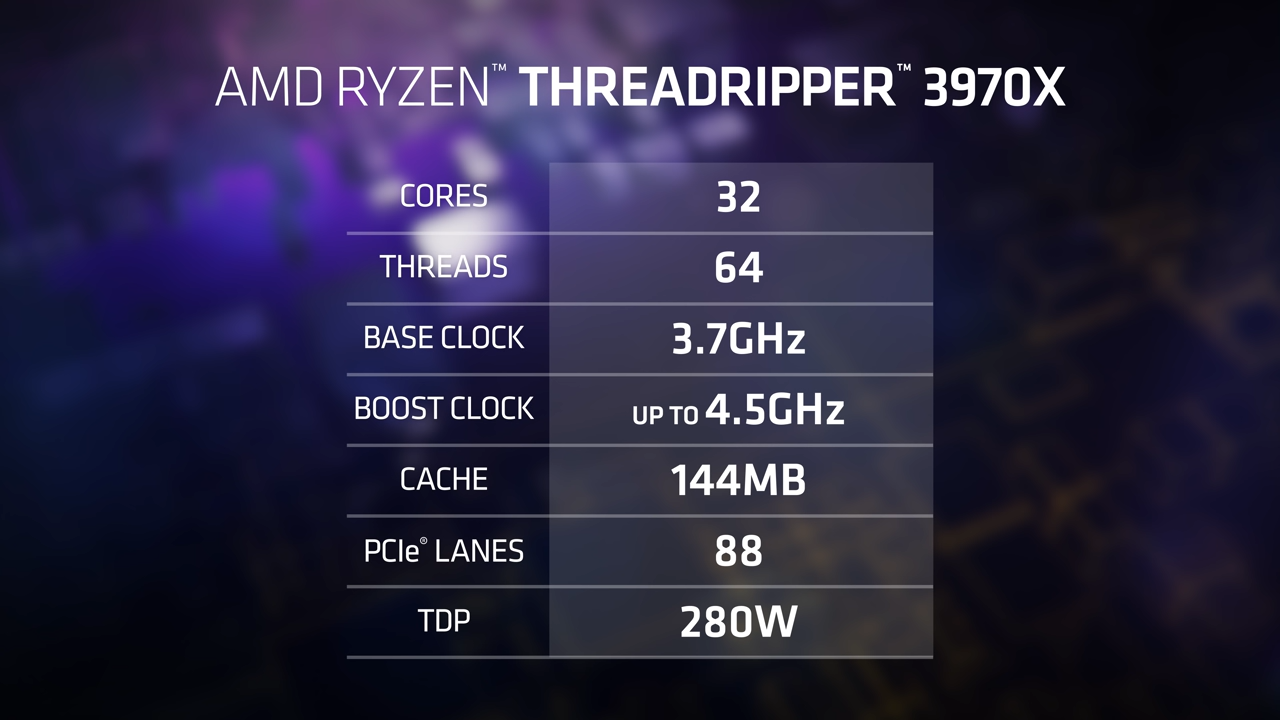 AMD RYZEN™ THREADRIPPER™ 3970X
CORES 32
THREADS 64
BASE CLOCK 3.7GHz
BOOST CLOCK UP TO 4.5GHz
CACHE 144MB
PCIe® LANES 88
TDP 280W